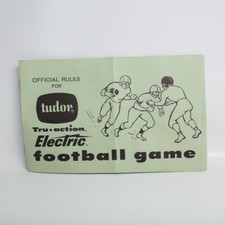 OFFICIAL RULES
FOR
tudor
Tru•action
Electric
football game